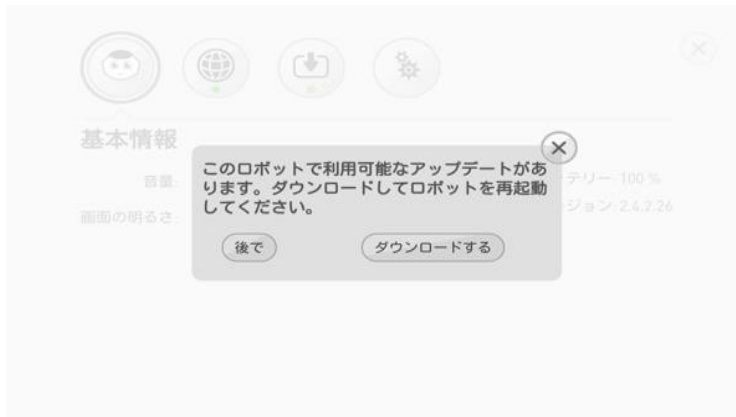 基本情報
このロボットで利用可能なアップデートがあ
ります。ダウンロードしてロボットを再起動
してください。
音量:
テリー: 100 %
画面の明るさ:
ジョン: 2.4.2.26
後で
ダウンロードする